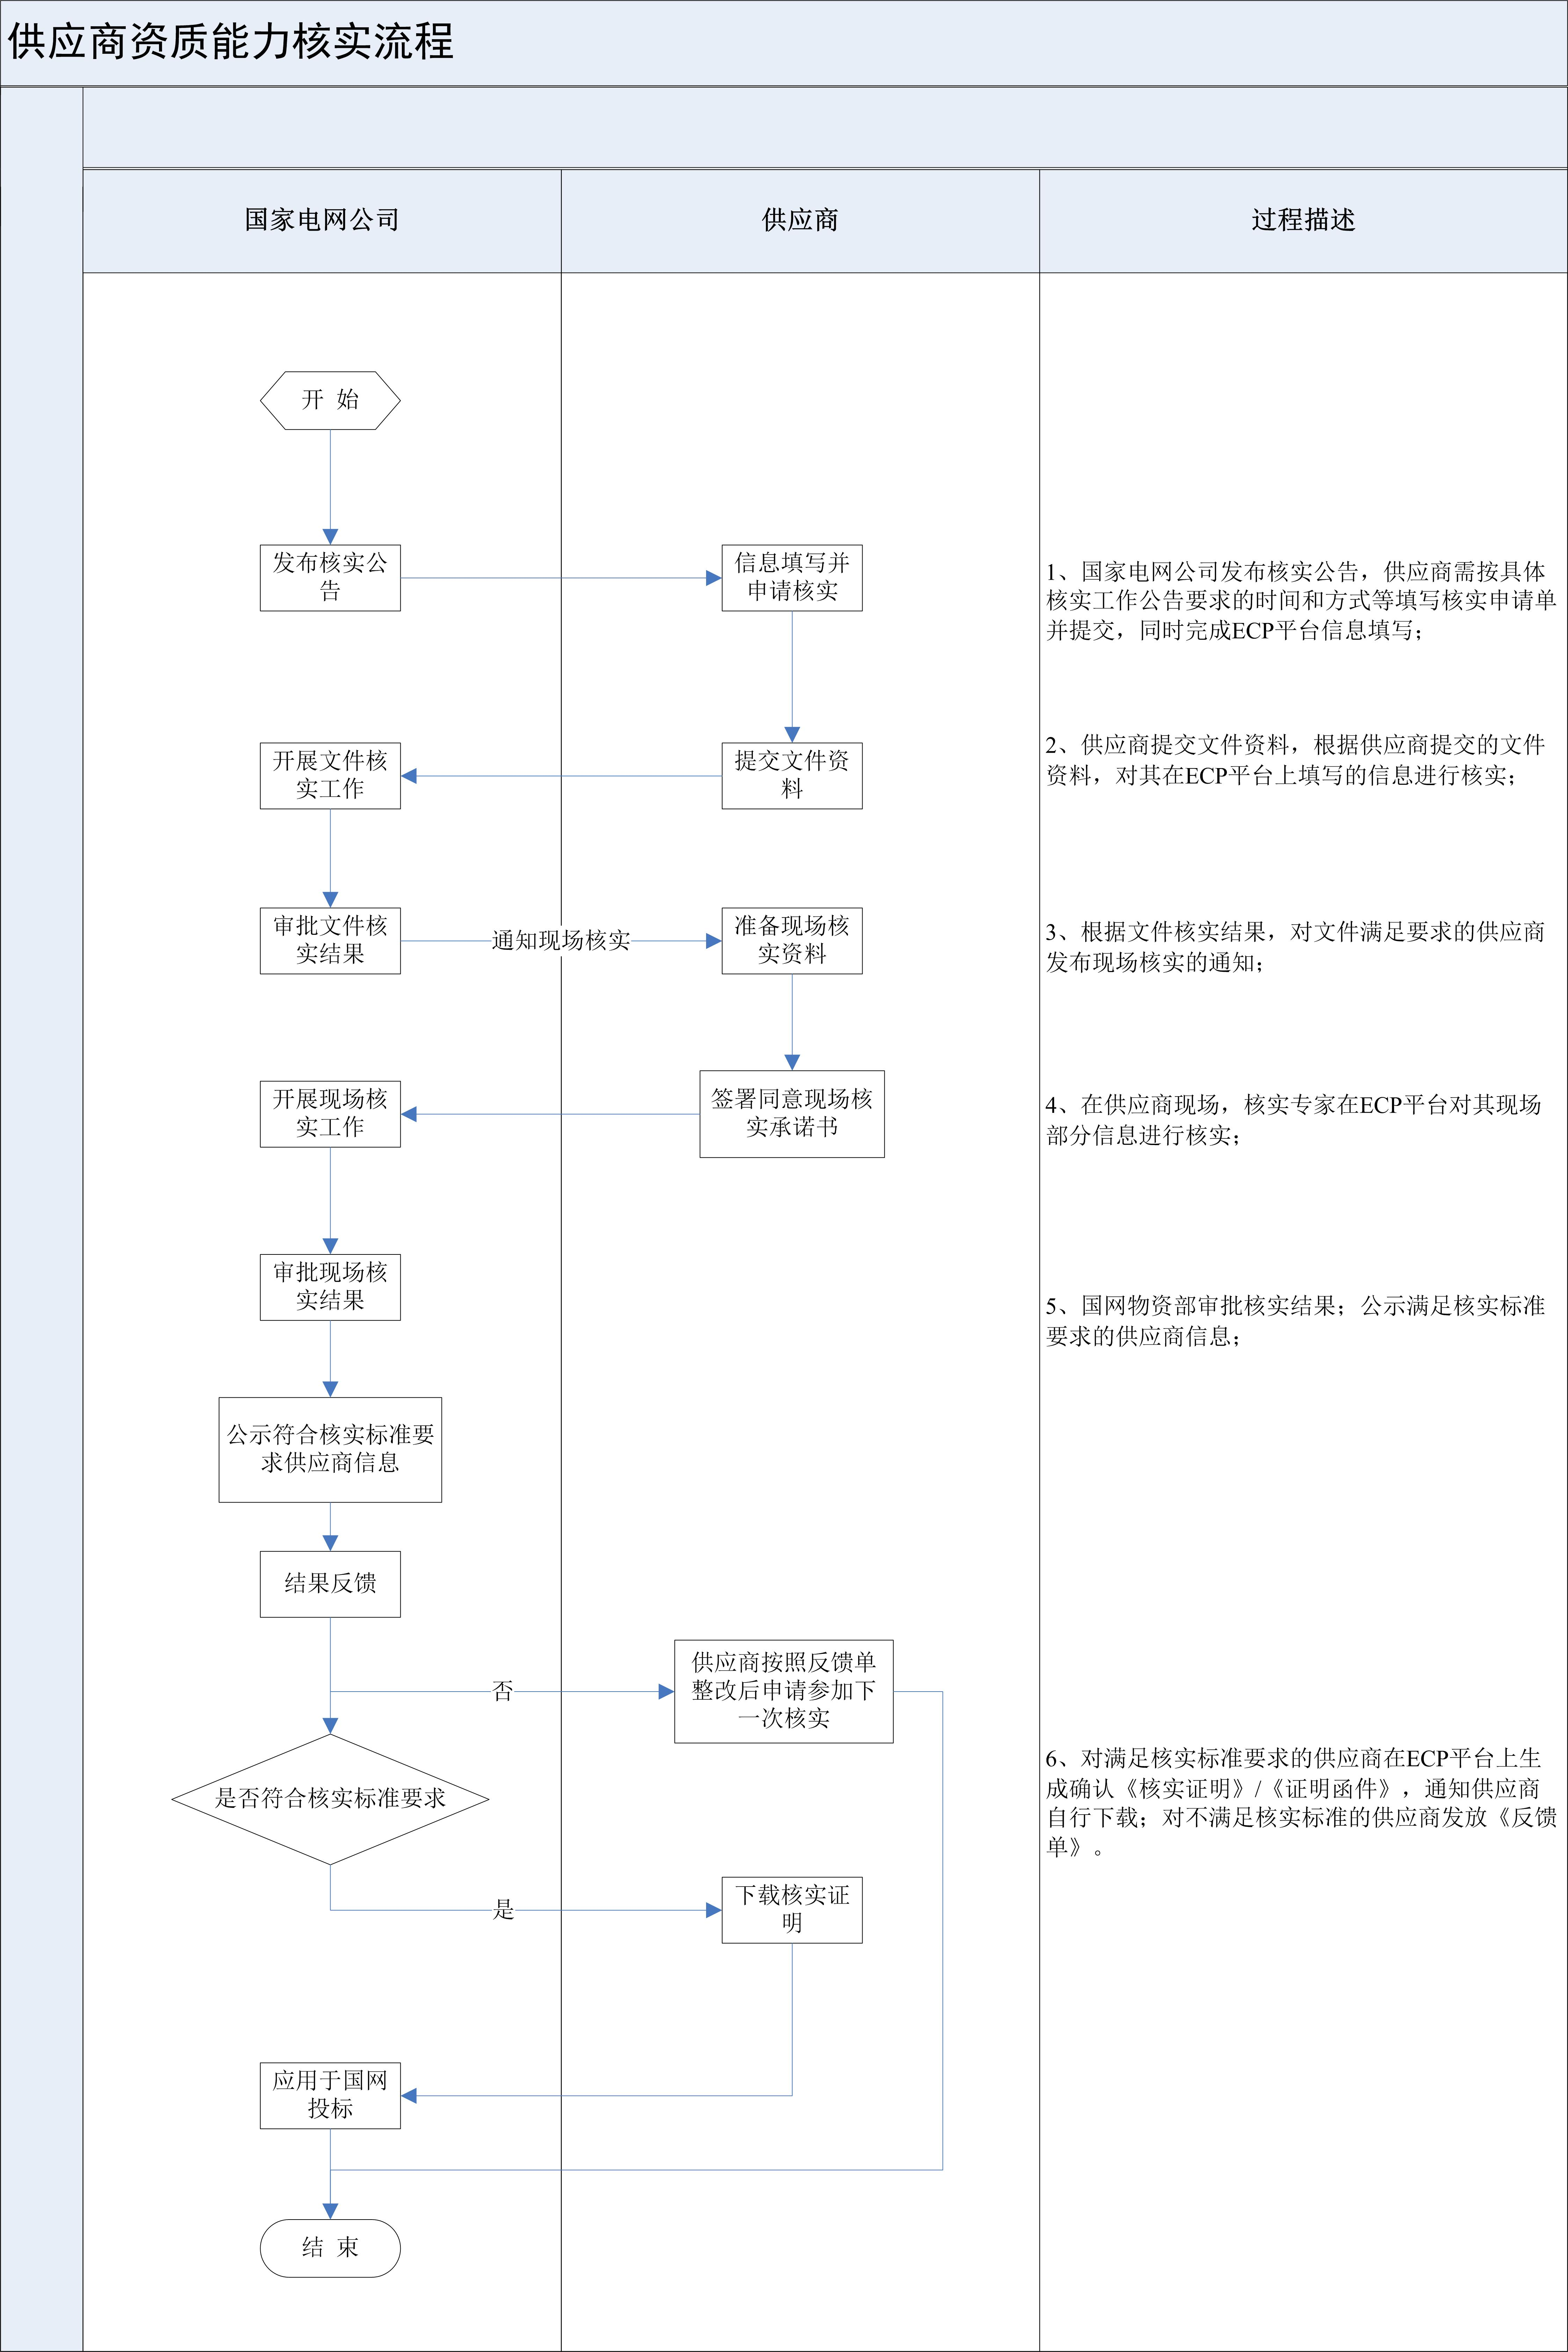 供应商资质能力核实流程
国家电网公司
供应商
过程描述
开 始
发布核实公
告
信息填写并
申请核实
1、国家电网公司发布核实公告，供应商需按具体
核实工作公告要求的时间和方式等填写核实申请单
并提交，同时完成ECP平台信息填写；
开展文件核
实工作
提交文件资
料
2、供应商提交文件资料，根据供应商提交的文件
资料，对其在ECP平台上填写的信息进行核实；
审批文件核
实结果
通知现场核实
准备现场核
实资料
3、根据文件核实结果，对文件满足要求的供应商
发布现场核实的通知；
开展现场核
实工作
签署同意现场核
实承诺书
4、在供应商现场，核实专家在ECP平台对其现场
部分信息进行核实；
审批现场核
实结果
5、国网物资部审批核实结果；公示满足核实标准
要求的供应商信息；
公示符合核实标准要
求供应商信息
结果反馈
否
供应商按照反馈单
整改后申请参加下
一次核实
是否符合核实标准要求
6、对满足核实标准要求的供应商在ECP平台上生
成确认《核实证明》/《证明函件》，通知供应商
自行下载；对不满足核实标准的供应商发放《反馈
单》。
是
下载核实证
明
应用于国网
投标
结 束